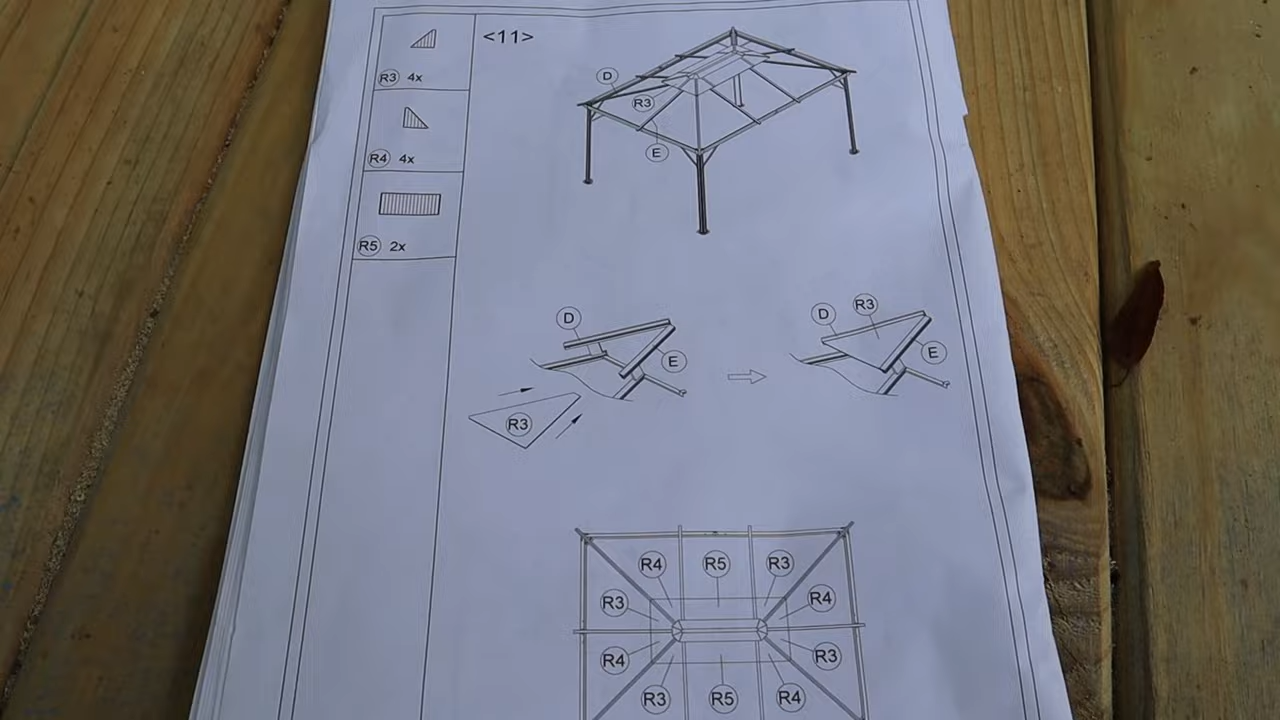 <11>
R3 4x
R4 4x
R5 2x
D
R3
E
D
E
R3
D
R3
E
R4 R5 R3
R3 R4
R4 R3
R3 R5 R4